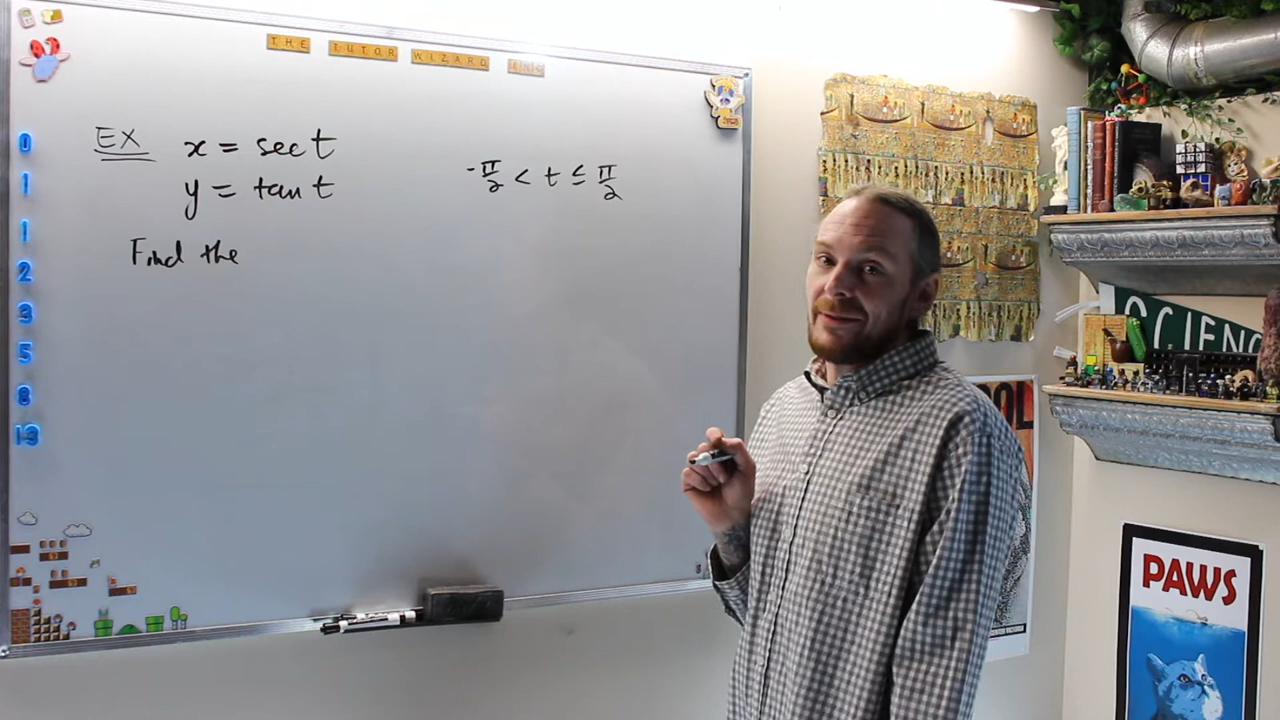 THE TUTOR WIZARD INC
EX x = sec t
y = tan t
-π/2 < t ≤ π/2
Find the
0
1
1
2
3
5
8
13
SCIENC
OL
PAWS